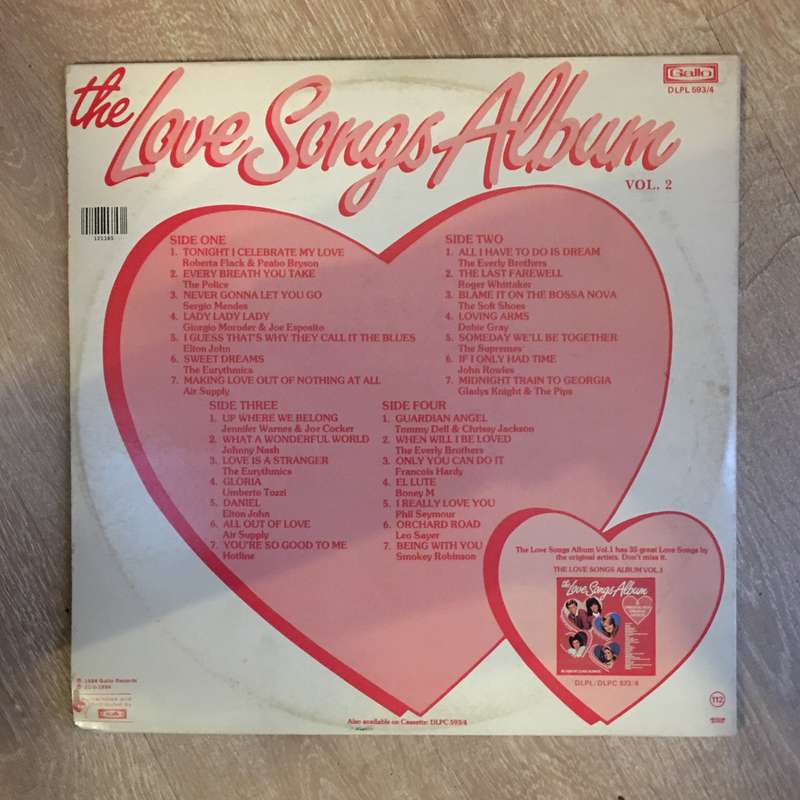 the Love Songs Album
VOL. 2
Gallo
DLPL 593/4
121285
SIDE ONE
1. TONIGHT I CELEBRATE MY LOVE
Roberta Flack & Peabo Bryson
2. EVERY BREATH YOU TAKE
The Police
3. NEVER GONNA LET YOU GO
Sergio Mendes
4. LADY LADY LADY
Giorgio Moroder & Joe Esposito
5. I GUESS THAT'S WHY THEY CALL IT THE BLUES
Elton John
6. SWEET DREAMS
The Eurythmics
7. MAKING LOVE OUT OF NOTHING AT ALL
Air Supply
SIDE TWO
1. ALL I HAVE TO DO IS DREAM
The Everly Brothers
2. THE LAST FAREWELL
Roger Whittaker
3. BLAME IT ON THE BOSSA NOVA
The Soft Shoes
4. LOVING ARMS
Dobie Gray
5. SOMEDAY WE'LL BE TOGETHER
The Supremes
6. IF I ONLY HAD TIME
John Rowles
7. MIDNIGHT TRAIN TO GEORGIA
Gladys Knight & The Pips
SIDE THREE
1. UP WHERE WE BELONG
Jennifer Warnes & Joe Cocker
2. WHAT A WONDERFUL WORLD
Johnny Nash
3. LOVE IS A STRANGER
The Eurythmics
4. GLORIA
Umberto Tozzi
5. DANIEL
Elton John
6. ALL OUT OF LOVE
Air Supply
7. YOU'RE SO GOOD TO ME
Hotline
SIDE FOUR
1. GUARDIAN ANGEL
Tommy Dell & Chrissy Jackson
2. WHEN WILL I BE LOVED
The Everly Brothers
3. ONLY YOU CAN DO IT
Francois Hardy
4. EL LUTE
Boney M
5. I REALLY LOVE YOU
Phil Seymour
6. ORCHARD ROAD
Leo Sayer
7. BEING WITH YOU
Smokey Robinson
The Love Songs Album Vol.1 has 35 great Love Songs by
the original artists. Don't miss it.
THE LOVE SONGS ALBUM VOL.1
the Love Songs Album
DLPL/DLPC 573/4
℗ 1984 Gallo Records
Gallo
Also available on Cassette: DLPC 593/4
112